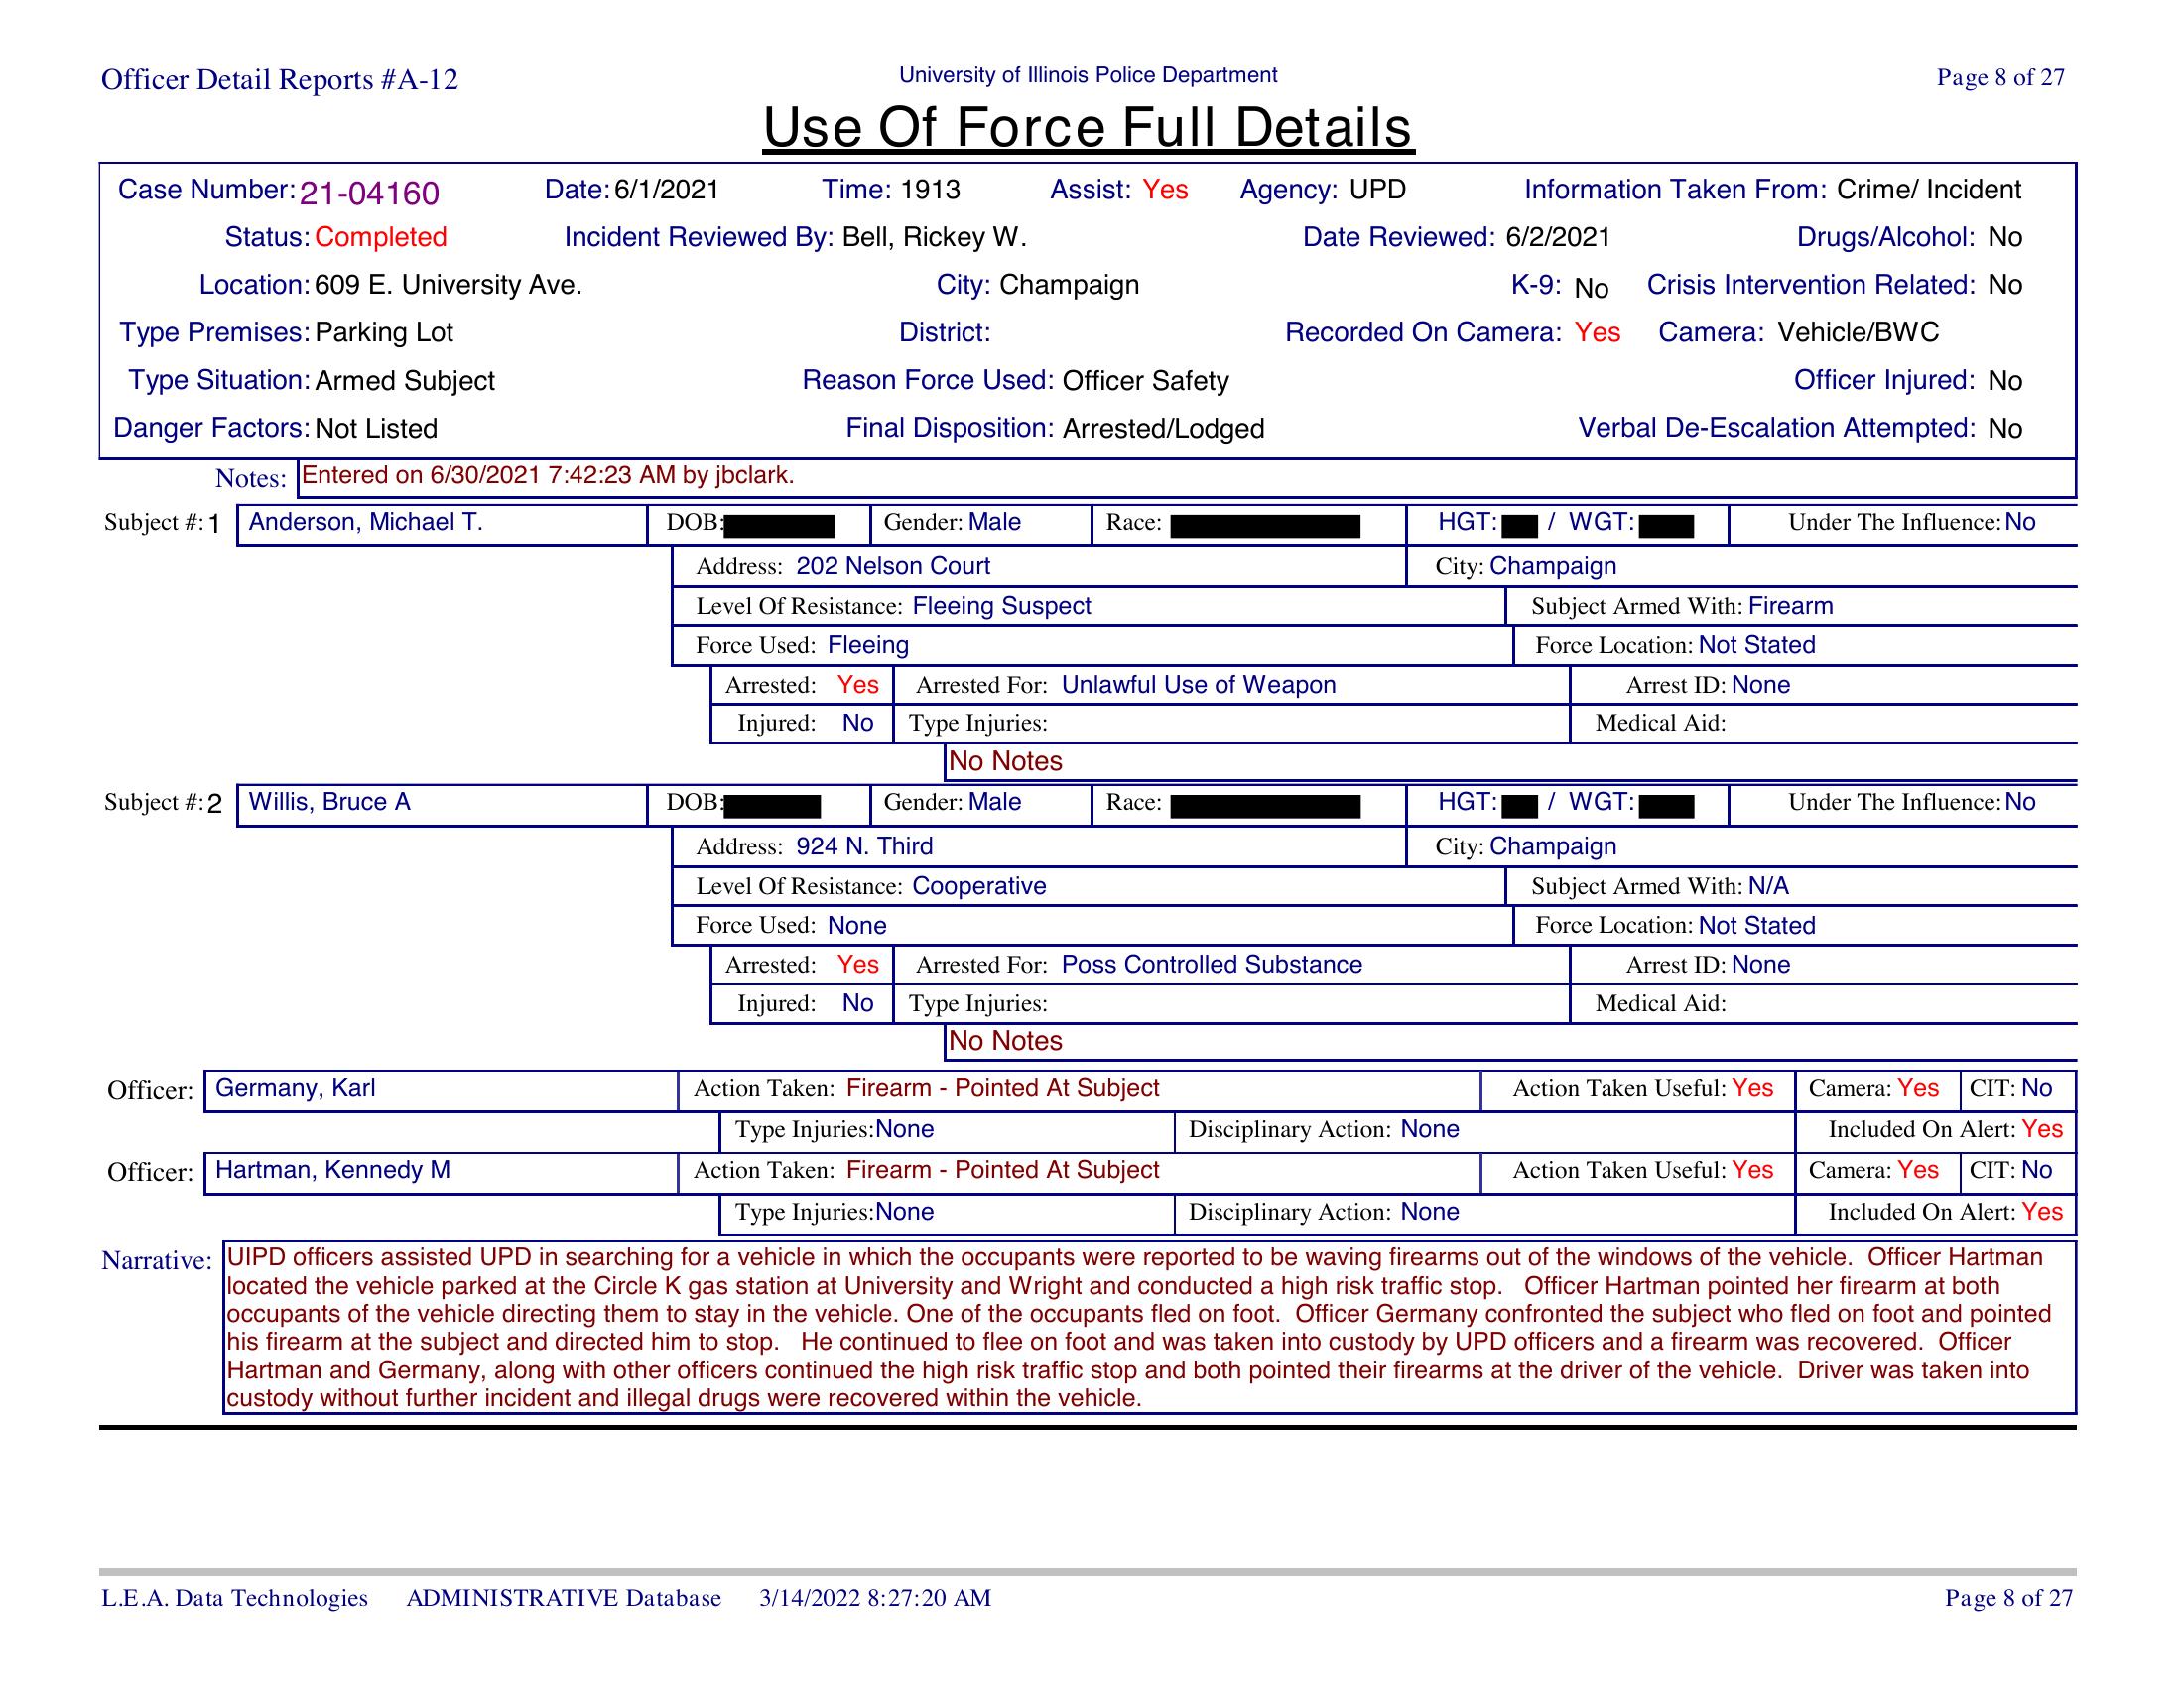 Officer Detail Reports #A-12 University of Illinois Police Department Page 8 of 27
Use Of Force Full Details
Case Number: 21-04160 Date: 6/1/2021 Time: 1913 Assist: Yes Agency: UPD Information Taken From: Crime/ Incident
Status: Completed Incident Reviewed By: Bell, Rickey W. Date Reviewed: 6/2/2021 Drugs/Alcohol: No
Location: 609 E. University Ave. City: Champaign K-9: No Crisis Intervention Related: No
Type Premises: Parking Lot District: Recorded On Camera: Yes Camera: Vehicle/BWC
Type Situation: Armed Subject Reason Force Used: Officer Safety Officer Injured: No
Danger Factors: Not Listed Final Disposition: Arrested/Lodged Verbal De-Escalation Attempted: No
Notes: Entered on 6/30/2021 7:42:23 AM by jbclark.
Subject #: 1 Anderson, Michael T. DOB: Gender: Male Race: HGT: / WGT: Under The Influence: No
Address: 202 Nelson Court City: Champaign
Level Of Resistance: Fleeing Suspect Subject Armed With: Firearm
Force Used: Fleeing Force Location: Not Stated
Arrested: Yes Arrested For: Unlawful Use of Weapon Arrest ID: None
Injured: No Type Injuries: Medical Aid:
No Notes
Subject #: 2 Willis, Bruce A DOB: Gender: Male Race: HGT: / WGT: Under The Influence: No
Address: 924 N. Third City: Champaign
Level Of Resistance: Cooperative Subject Armed With: N/A
Force Used: None Force Location: Not Stated
Arrested: Yes Arrested For: Poss Controlled Substance Arrest ID: None
Injured: No Type Injuries: Medical Aid:
No Notes
Officer: Germany, Karl Action Taken: Firearm - Pointed At Subject Action Taken Useful: Yes Camera: Yes CIT: No
Type Injuries: None Disciplinary Action: None Included On Alert: Yes
Officer: Hartman, Kennedy M Action Taken: Firearm - Pointed At Subject Action Taken Useful: Yes Camera: Yes CIT: No
Type Injuries: None Disciplinary Action: None Included On Alert: Yes
Narrative: UIPD officers assisted UPD in searching for a vehicle in which the occupants were reported to be waving firearms out of the windows of the vehicle. Officer Hartman
located the vehicle parked at the Circle K gas station at University and Wright and conducted a high risk traffic stop. Officer Hartman pointed her firearm at both
occupants of the vehicle directing them to stay in the vehicle. One of the occupants fled on foot. Officer Germany confronted the subject who fled on foot and pointed
his firearm at the subject and directed him to stop. He continued to flee on foot and was taken into custody by UPD officers and a firearm was recovered. Officer
Hartman and Germany, along with other officers continued the high risk traffic stop and both pointed their firearms at the driver of the vehicle. Driver was taken into
custody without further incident and illegal drugs were recovered within the vehicle.
L.E.A. Data Technologies ADMINISTRATIVE Database 3/14/2022 8:27:20 AM Page 8 of 27